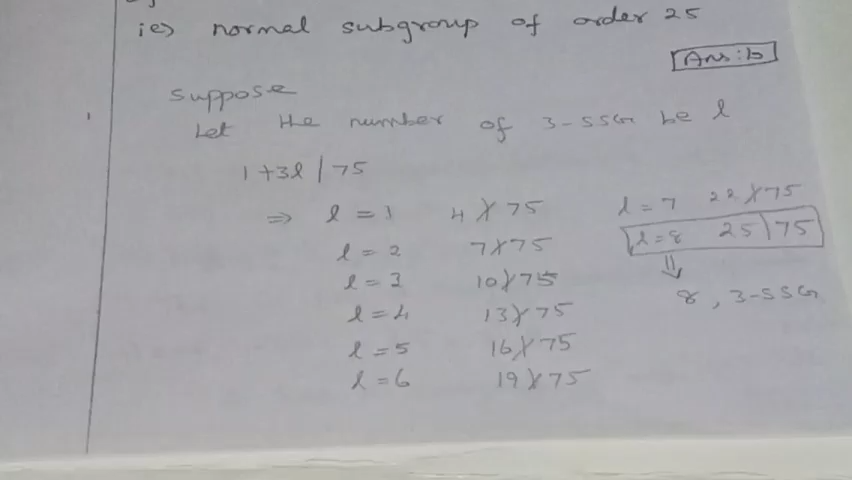 ie) normal subgroup of order 25
Ans: b
Suppose
Let the number of 3-SSG be l
1+3l | 75
⇒ l = 1 4 ∤ 75
l = 2 7 ∤ 75
l = 3 10 ∤ 75
l = 4 13 ∤ 75
l = 5 16 ∤ 75
l = 6 19 ∤ 75
l = 7 22 ∤ 75
l = 8 25 | 75
⇓
8, 3-SSG